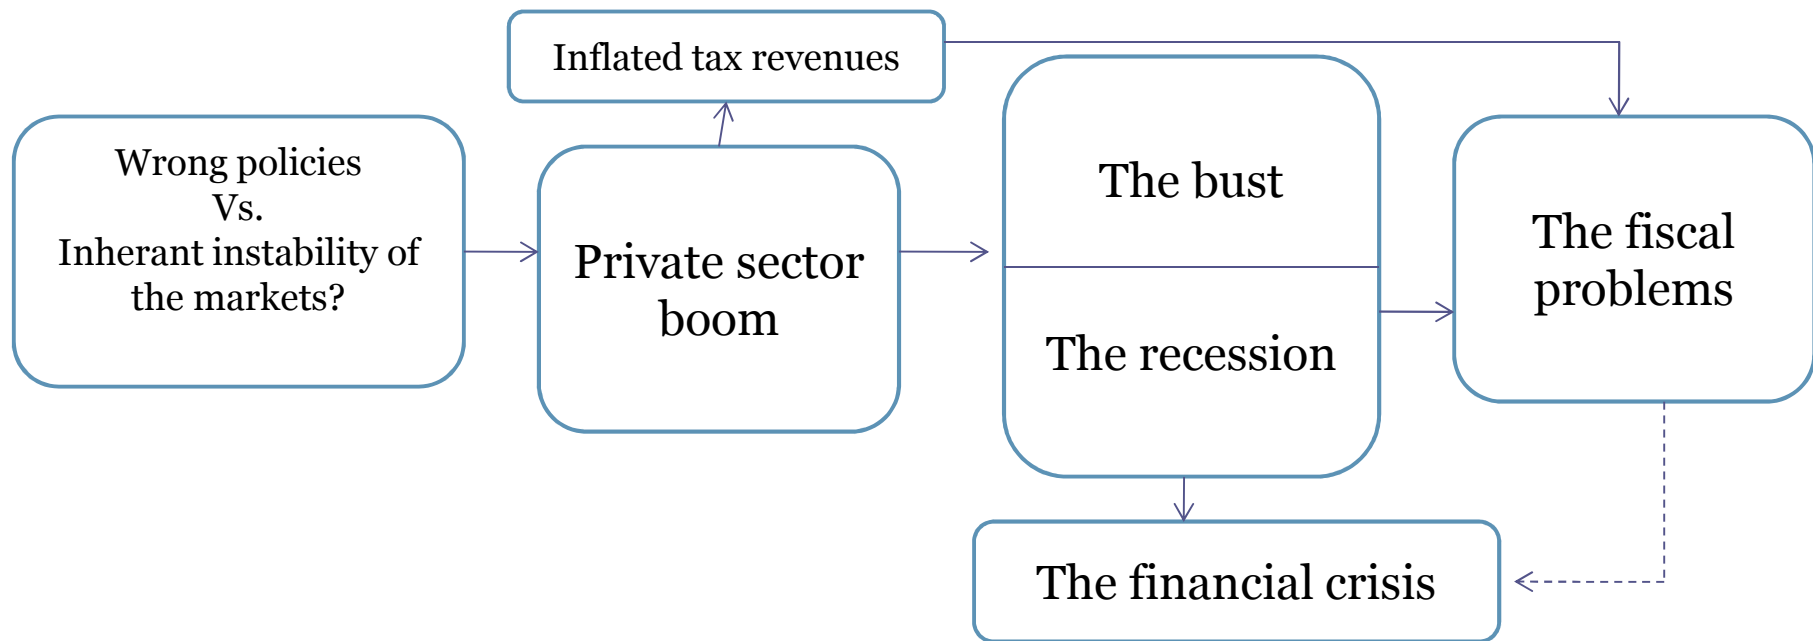 Inflated tax revenues
Wrong policies
Vs.
Inherant instability of
the markets?
Private sector
boom
The bust
The recession
The fiscal
problems
The financial crisis